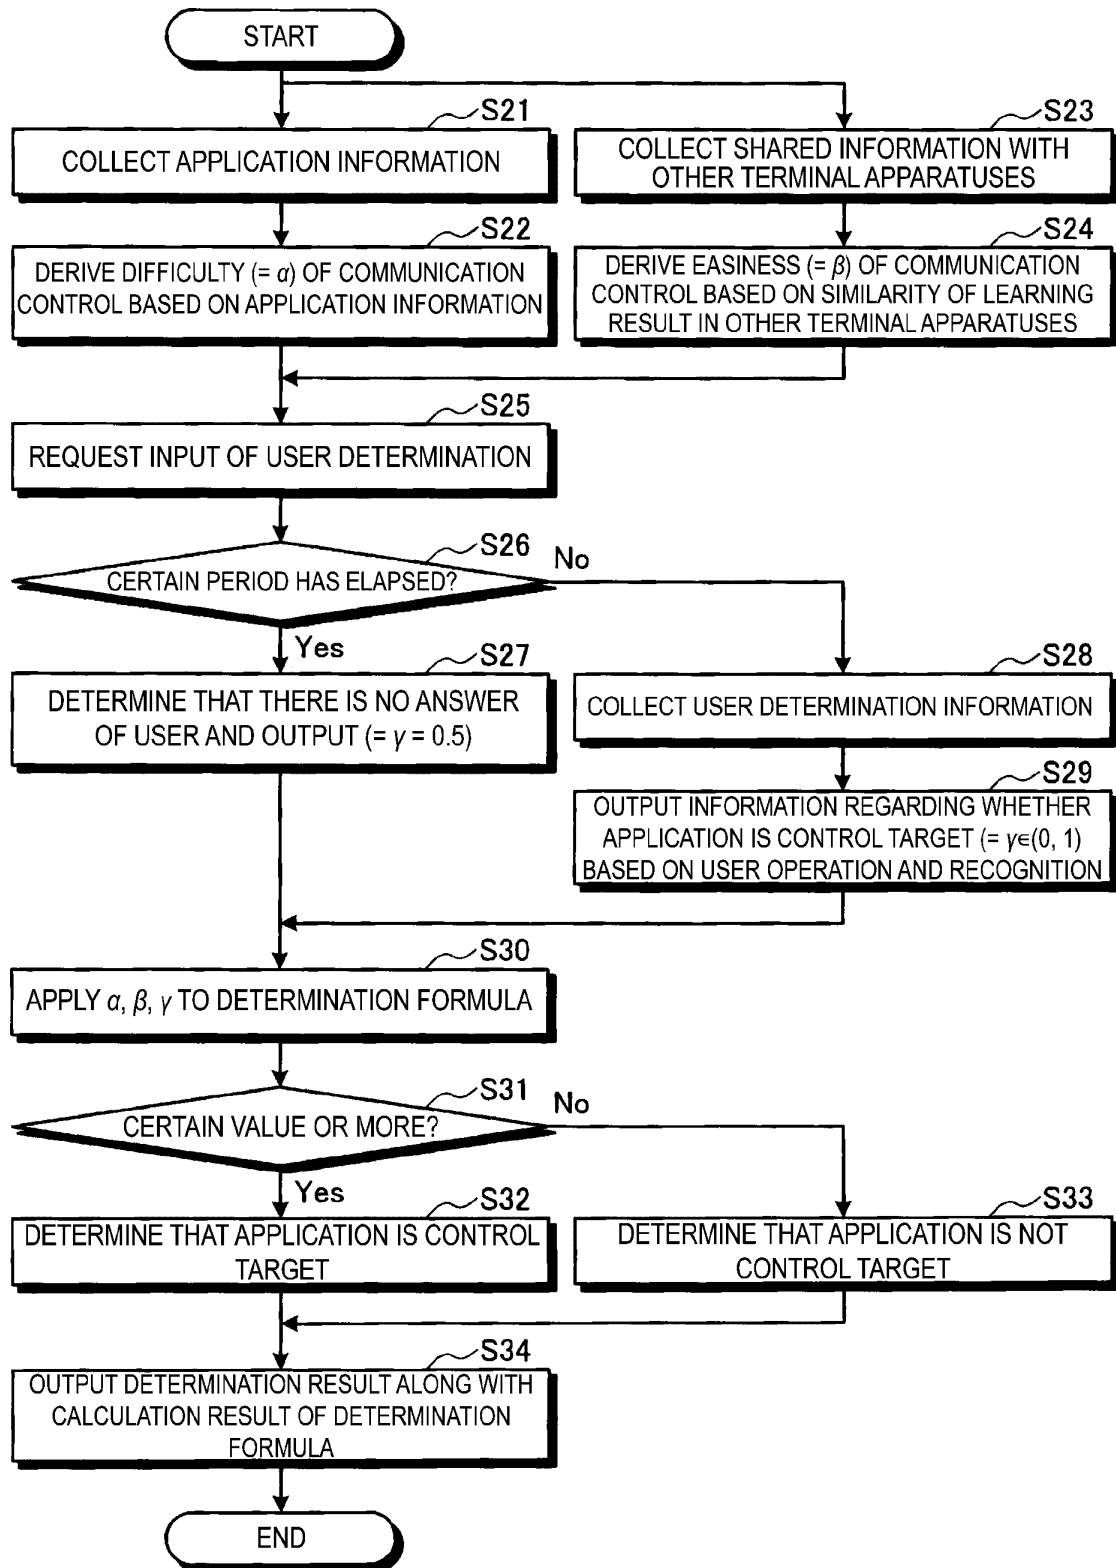 START
S21
COLLECT APPLICATION INFORMATION
S23
COLLECT SHARED INFORMATION WITH
OTHER TERMINAL APPARATUSES
S22
DERIVE DIFFICULTY (= α) OF COMMUNICATION
CONTROL BASED ON APPLICATION INFORMATION
S24
DERIVE EASINESS (= β) OF COMMUNICATION
CONTROL BASED ON SIMILARITY OF LEARNING
RESULT IN OTHER TERMINAL APPARATUSES
S25
REQUEST INPUT OF USER DETERMINATION
S26
CERTAIN PERIOD HAS ELAPSED?
No
Yes
S27
DETERMINE THAT THERE IS NO ANSWER
OF USER AND OUTPUT (= γ = 0.5)
S28
COLLECT USER DETERMINATION INFORMATION
S29
OUTPUT INFORMATION REGARDING WHETHER
APPLICATION IS CONTROL TARGET (= γ∈(0, 1)
BASED ON USER OPERATION AND RECOGNITION
S30
APPLY α, β, γ TO DETERMINATION FORMULA
S31
CERTAIN VALUE OR MORE?
No
Yes
S32
DETERMINE THAT APPLICATION IS CONTROL
TARGET
S33
DETERMINE THAT APPLICATION IS NOT
CONTROL TARGET
S34
OUTPUT DETERMINATION RESULT ALONG WITH
CALCULATION RESULT OF DETERMINATION
FORMULA
END